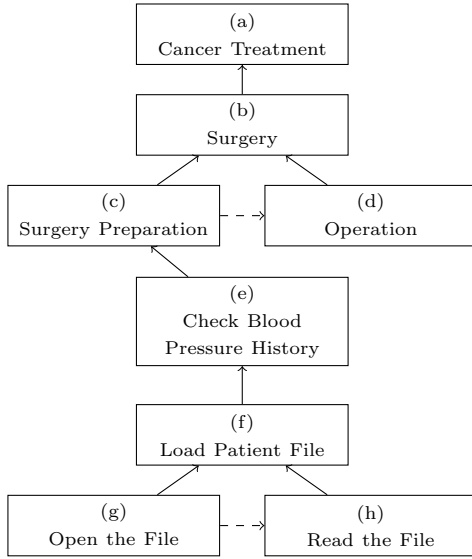 (a)
Cancer Treatment
(b)
Surgery
(c)
Surgery Preparation
(d)
Operation
(e)
Check Blood
Pressure History
(f)
Load Patient File
(g)
Open the File
(h)
Read the File